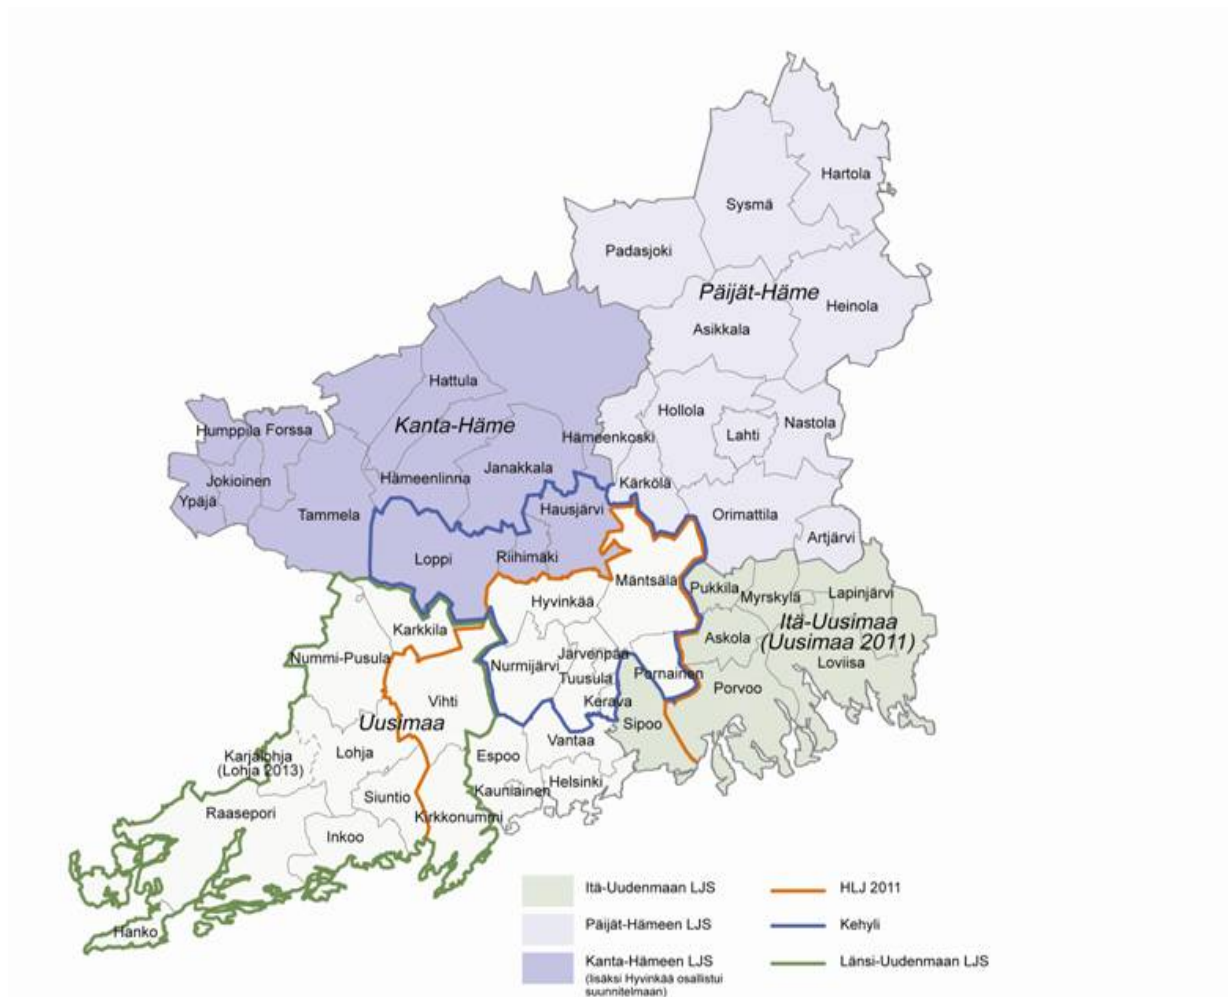 Hartola
Sysmä
Padasjoki
Päijät-Häme
Heinola
Asikkala
Hattula
Hollola
Nastola
Kanta-Häme
Humppila
Forssa
Hämeenkoski
Lahti
Janakkala
Hämeenlinna
Jokioinen
Kärkölä
Ypäjä
Tammela
Hausjärvi
Orimattila
Artjärvi
Loppi
Riihimäki
Mäntsälä
Pukkila
Myrskylä
Lapinjärvi
Hyvinkää
Itä-Uusimaa
(Uusimaa 2011)
Karkkila
Askola
Nummi-Pusula
Nurmijärvi
Järvenpää
Tuusula
Pornainen
Loviisa
Porvoo
Vihti
Kerava
Sipoo
Uusimaa
Vantaa
Karjalohja
(Lohja 2013)
Lohja
Espoo
Helsinki
Kauniainen
Siuntio
Raasepori
Kirkkonummi
Inkoo
Hanko
Itä-Uudenmaan LJS
Päijät-Hämeen LJS
Kanta-Hämeen LJS
(lisäksi Hyvinkää osallistui
suunnitelmaan)
HLJ 2011
Kehyli
Länsi-Uudenmaan LJS